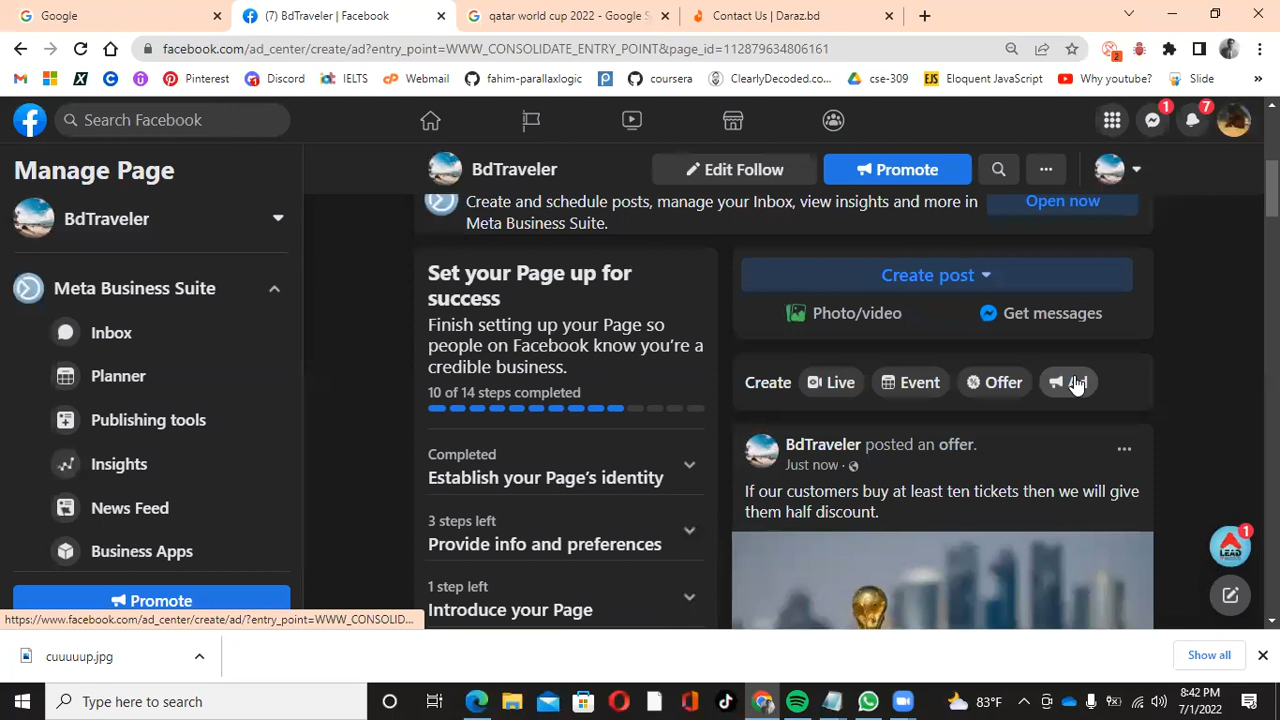 Google
(7) BdTraveler | Facebook
qatar world cup 2022 - Google S
Contact Us | Daraz.bd
facebook.com/ad_center/create/ad?entry_point=WWW_CONSOLIDATE_ENTRY_POINT&page_id=112879634806161
2
Pinterest
Discord
IELTS
Webmail
fahim-parallaxlogic
coursera
ClearlyDecoded.co...
cse-309
Eloquent JavaScript
Why youtube?
Slide
»
Search Facebook
1
7
Manage Page
BdTraveler
Edit Follow
Promote
BdTraveler
Create and schedule posts, manage your Inbox, view insights and more in
Meta Business Suite.
Open now
Meta Business Suite
Inbox
Planner
Publishing tools
Insights
News Feed
Business Apps
Promote
Set your Page up for
success
Finish setting up your Page so
people on Facebook know you're a
credible business.
10 of 14 steps completed
Completed
Establish your Page's identity
3 steps left
Provide info and preferences
1 step left
Introduce your Page
Create post
Photo/video
Get messages
Create
Live
Event
Offer
BdTraveler posted an offer.
Just now ·
If our customers buy at least ten tickets then we will give
them half discount.
1
LEAD
https://www.facebook.com/ad_center/create/ad/?entry_point=WWW_CONSOLID...
cuuuuup.jpg
Show all
Type here to search
83°F
8:42 PM
7/1/2022